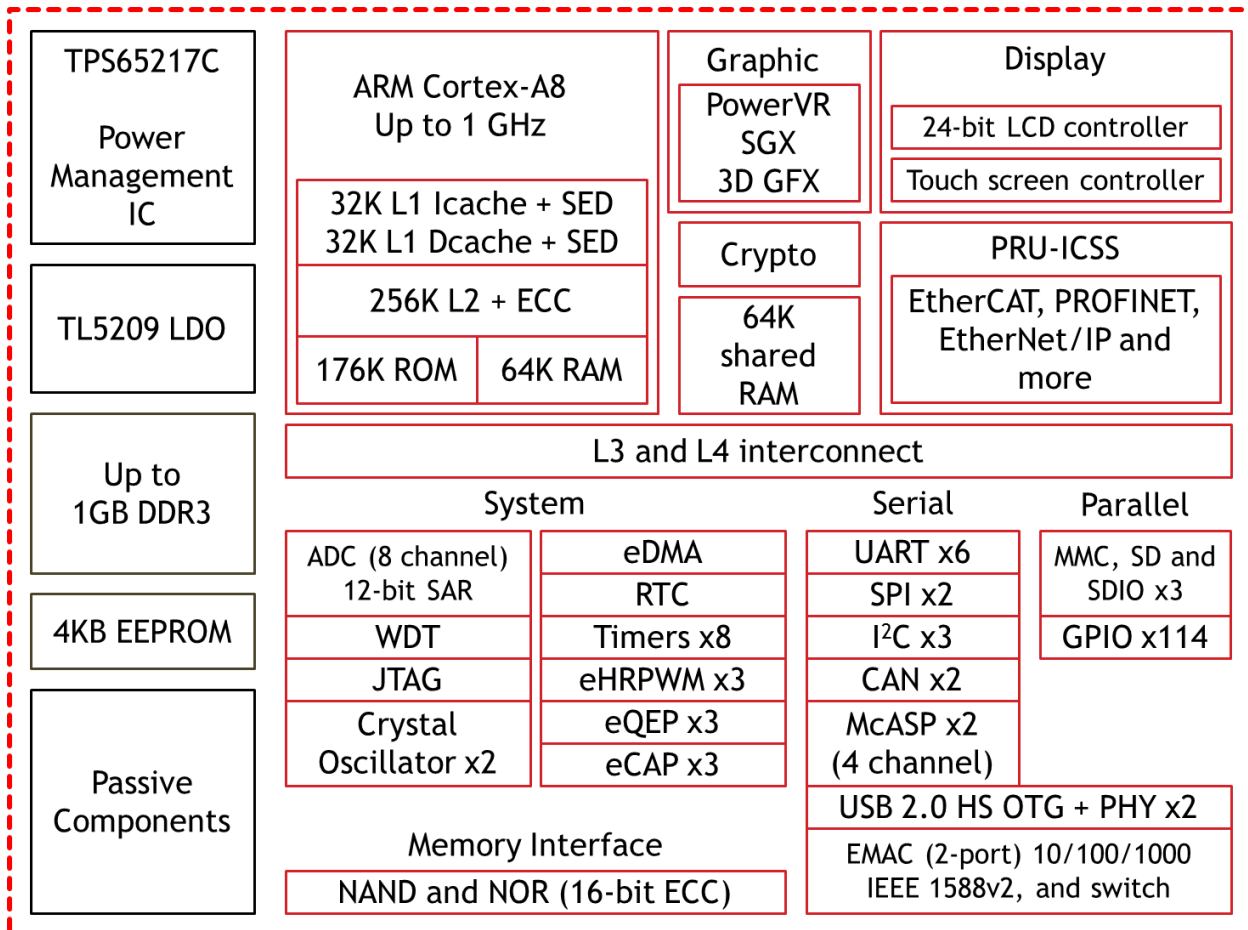 TPS65217C
Power
Management
IC
TL5209 LDO
Up to
1GB DDR3
4KB EEPROM
Passive
Components
ARM Cortex-A8
Up to 1 GHz
32K L1 Icache + SED
32K L1 Dcache + SED
256K L2 + ECC
176K ROM
64K RAM
Graphic
PowerVR
SGX
3D GFX
Crypto
64K
shared
RAM
Display
24-bit LCD controller
Touch screen controller
PRU-ICSS
EtherCAT, PROFINET,
EtherNet/IP and
more
L3 and L4 interconnect
System
ADC (8 channel)
12-bit SAR
WDT
JTAG
Crystal
Oscillator x2
eDMA
RTC
Timers x8
eHRPWM x3
eQEP x3
eCAP x3
Serial
UART x6
SPI x2
I²C x3
CAN x2
McASP x2
(4 channel)
USB 2.0 HS OTG + PHY x2
EMAC (2-port) 10/100/1000
IEEE 1588v2, and switch
Parallel
MMC, SD and
SDIO x3
GPIO x114
Memory Interface
NAND and NOR (16-bit ECC)